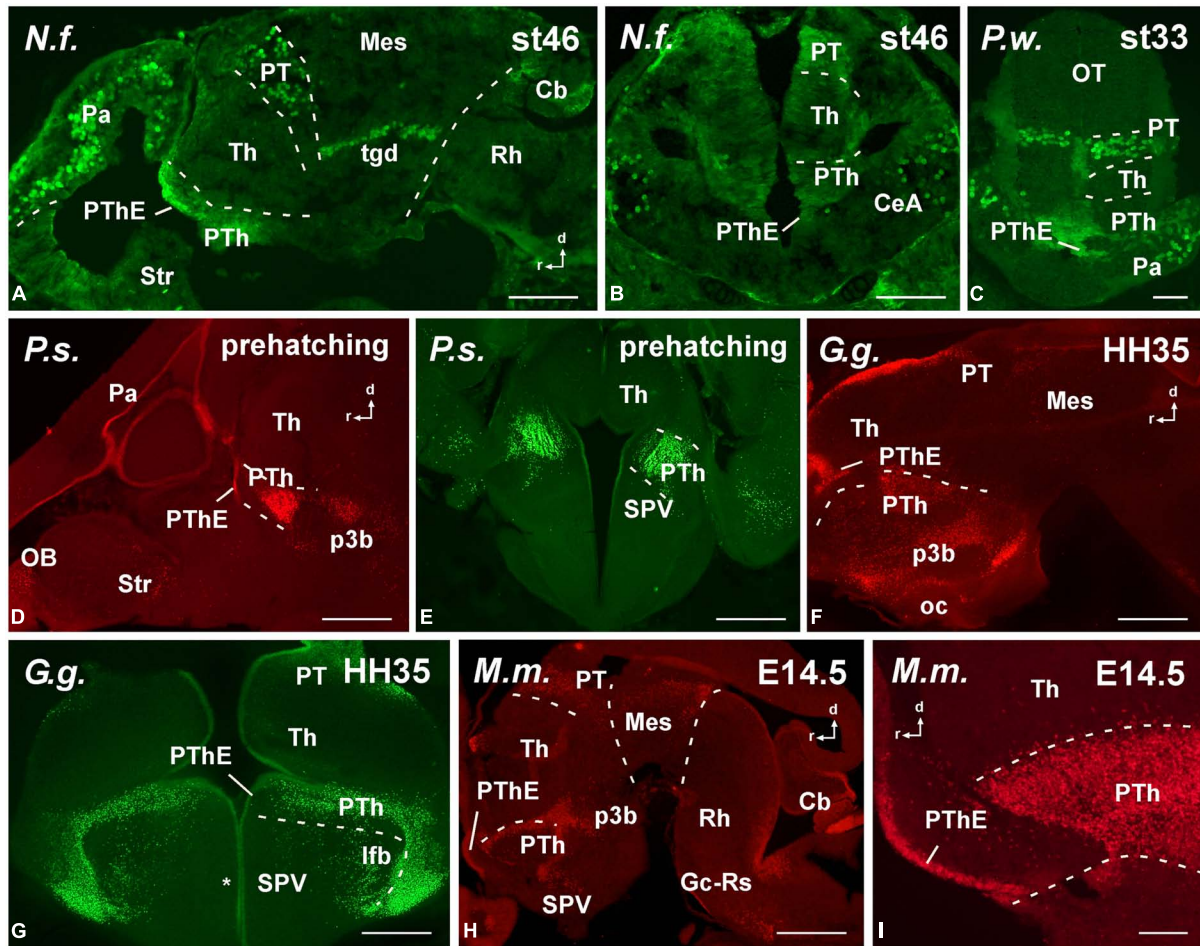 N.f. st46
Mes
PT
Cb
Pa
Th
tgd
Rh
PThE
PTh
Str
d
r
A
N.f. st46
PT
Th
PTh
CeA
PThE
B
P.w. st33
OT
PT
Th
PTh
PThE
Pa
C
P.s. prehatching
Pa
d
r
Th
PTh
PThE
p3b
OB
Str
D
P.s. prehatching
Th
PTh
SPV
E
G.g. HH35
PT
d
r
Mes
Th
PThE
PTh
p3b
oc
F
G.g. HH35
PT
Th
PThE
PTh
lfb
* SPV
G
M.m. E14.5
PT
d
r
Mes
Th
PThE
p3b
Rh
Cb
PTh
Gc-Rs
SPV
H
M.m. E14.5
Th
d
r
PTh
PThE
I